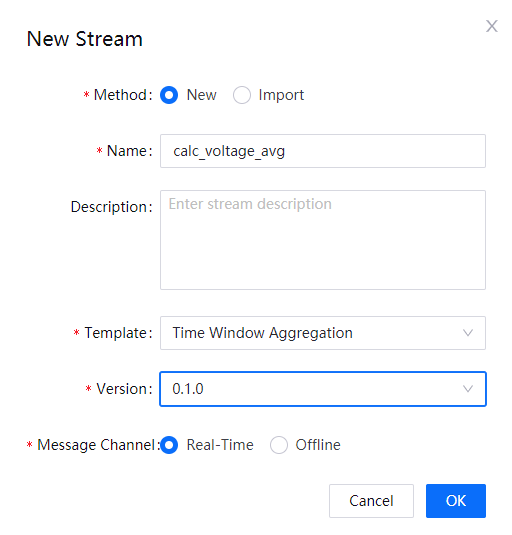 New Stream
* Method: New Import
* Name: calc_voltage_avg
Description: Enter stream description
* Template: Time Window Aggregation
* Version: 0.1.0
* Message Channel: Real-Time Offline
Cancel OK